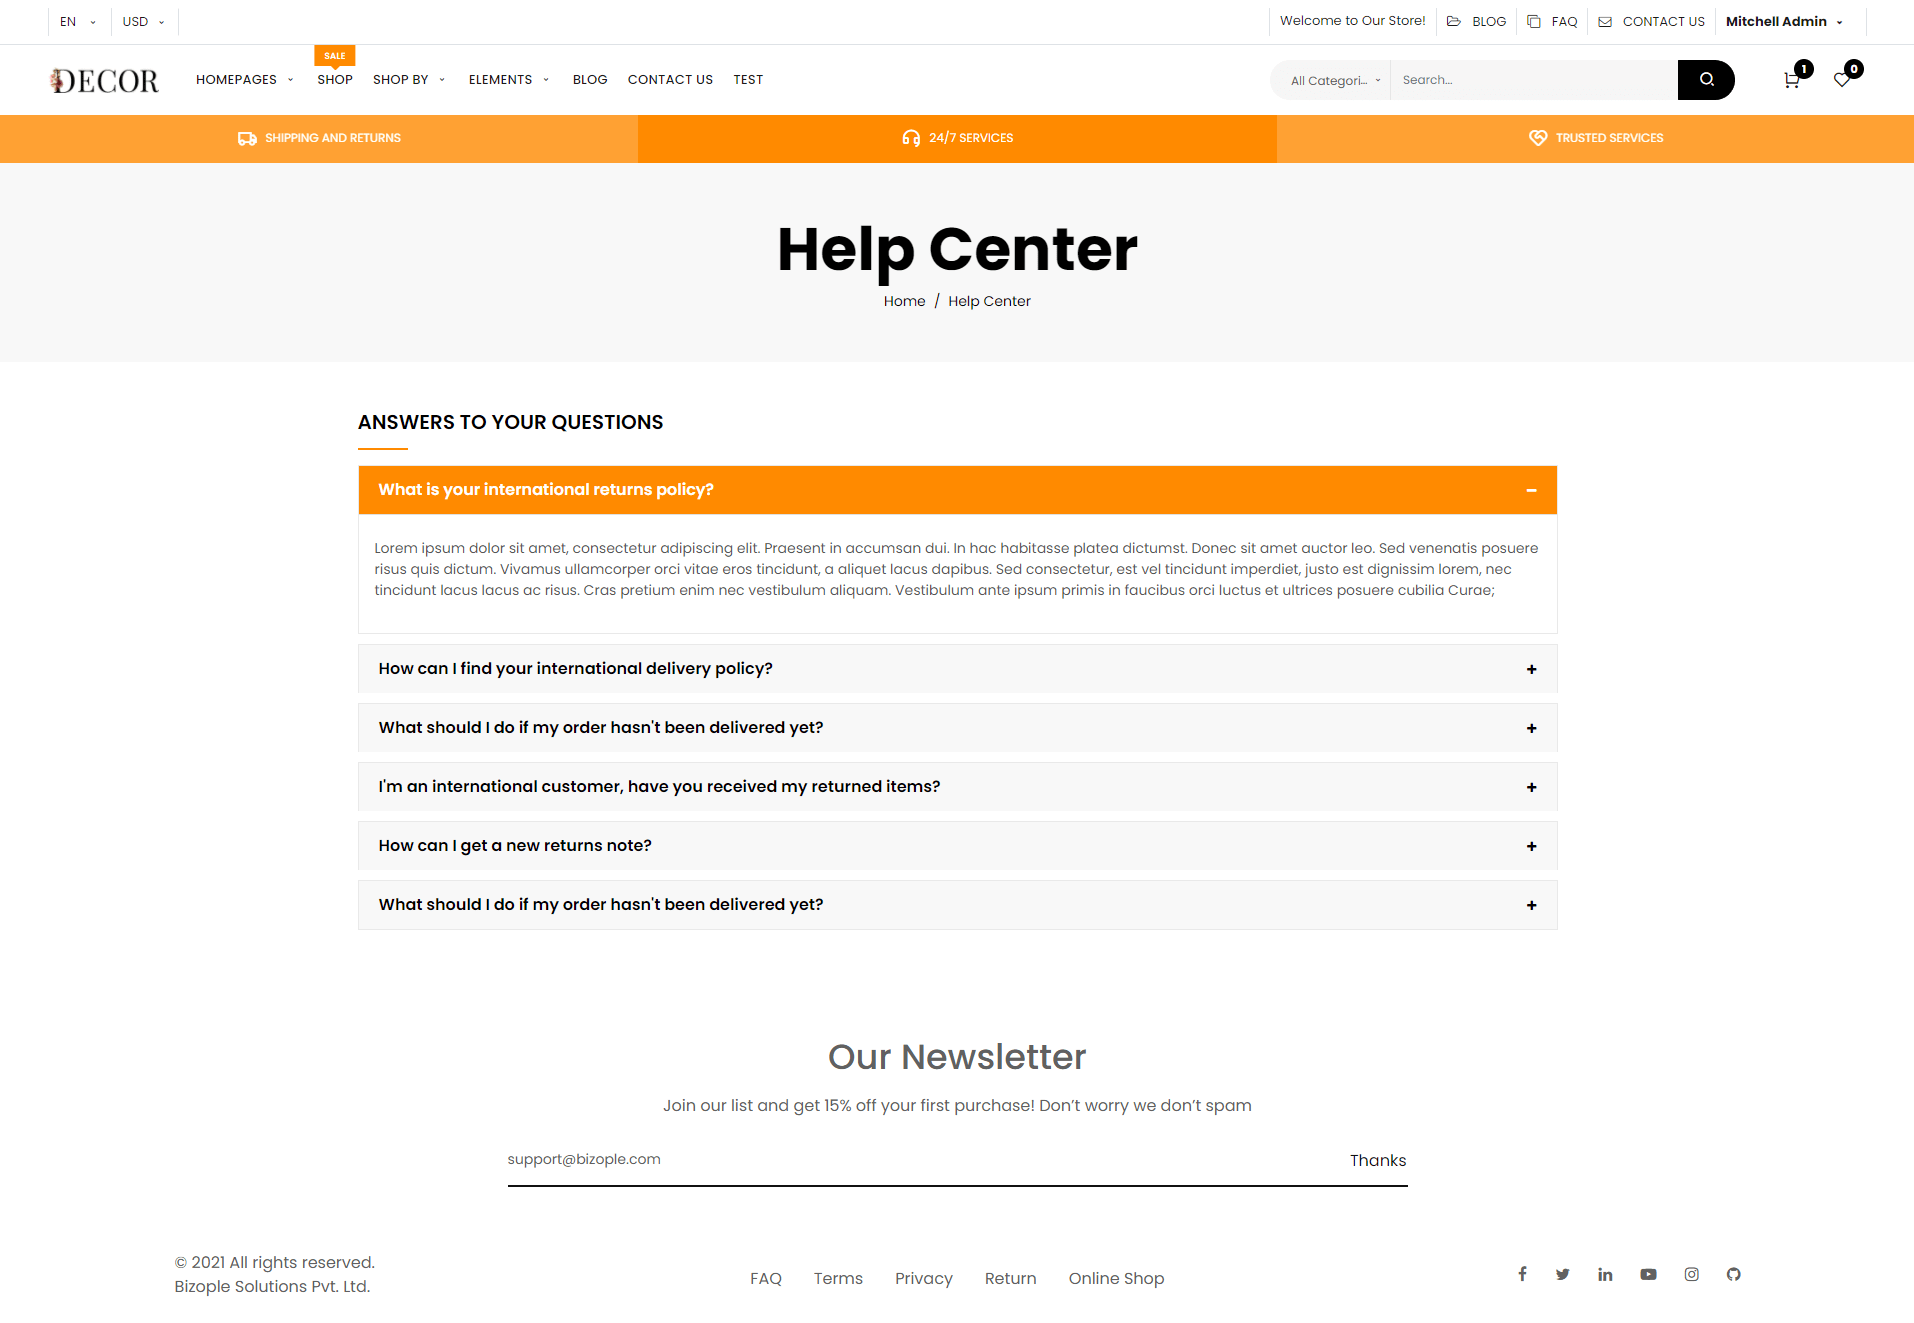 EN
USD
Welcome to Our Store!
BLOG
FAQ
CONTACT US
Mitchell Admin
SALE
DECOR
HOMEPAGES
SHOP
SHOP BY
ELEMENTS
BLOG
CONTACT US
TEST
All Categori...
Search...
1
0
SHIPPING AND RETURNS
24/7 SERVICES
TRUSTED SERVICES
Help Center
Home / Help Center
ANSWERS TO YOUR QUESTIONS
What is your international returns policy?
Lorem ipsum dolor sit amet, consectetur adipiscing elit. Praesent in accumsan dui. In hac habitasse platea dictumst. Donec sit amet auctor leo. Sed venenatis posuere
risus quis dictum. Vivamus ullamcorper orci vitae eros tincidunt, a aliquet lacus dapibus. Sed consectetur, est vel tincidunt imperdiet, justo est dignissim lorem, nec
tincidunt lacus lacus ac risus. Cras pretium enim nec vestibulum aliquam. Vestibulum ante ipsum primis in faucibus orci luctus et ultrices posuere cubilia Curae;
How can I find your international delivery policy?
What should I do if my order hasn't been delivered yet?
I'm an international customer, have you received my returned items?
How can I get a new returns note?
What should I do if my order hasn't been delivered yet?
Our Newsletter
Join our list and get 15% off your first purchase! Don’t worry we don’t spam
support@bizople.com
Thanks
© 2021 All rights reserved.
Bizople Solutions Pvt. Ltd.
FAQ
Terms
Privacy
Return
Online Shop